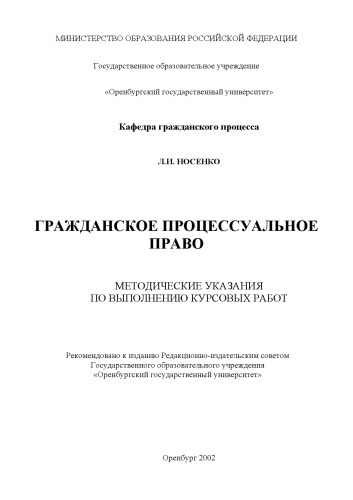 МИНИСТЕРСТВО ОБРАЗОВАНИЯ РОССИЙСКОЙ ФЕДЕРАЦИИ
Государственное образовательное учреждение
«Оренбургский государственный университет»
Кафедра гражданского процесса
Л.И. НОСЕНКО
ГРАЖДАНСКОЕ ПРОЦЕССУАЛЬНОЕ
ПРАВО
МЕТОДИЧЕСКИЕ УКАЗАНИЯ
ПО ВЫПОЛНЕНИЮ КУРСОВЫХ РАБОТ
Рекомендовано к изданию Редакционно-издательским советом
Государственного образовательного учреждения
«Оренбургский государственный университет»
Оренбург 2002